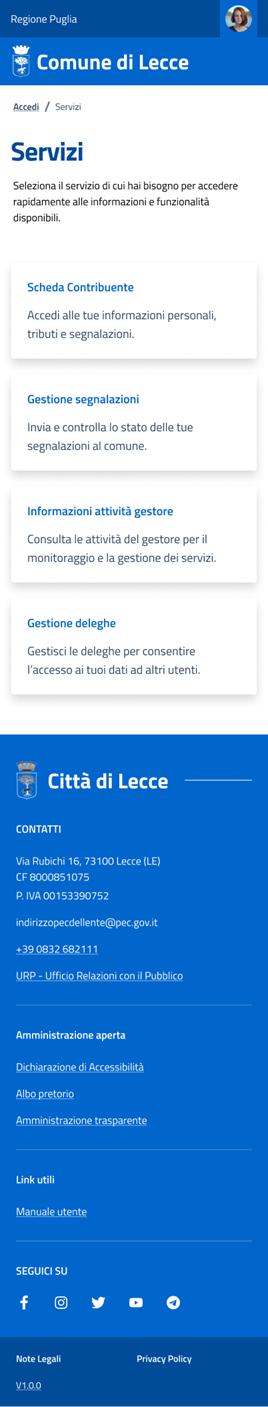 Regione Puglia
Comune di Lecce
Accedi / Servizi
Servizi
Seleziona il servizio di cui hai bisogno per accedere
rapidamente alle informazioni e funzionalità
disponibili.
Scheda Contribuente
Accedi alle tue informazioni personali,
tributi e segnalazioni.
Gestione segnalazioni
Invia e controlla lo stato delle tue
segnalazioni al comune.
Informazioni attività gestore
Consulta le attività del gestore per il
monitoraggio e la gestione dei servizi.
Gestione deleghe
Gestisci le deleghe per consentire
l'accesso ai tuoi dati ad altri utenti.
Città di Lecce
CONTATTI
Via Rubichi 16, 73100 Lecce (LE)
CF 8000851075
P. IVA 00153390752
indirizzopecdellente@pec.gov.it
+39 0832 682111
URP - Ufficio Relazioni con il Pubblico
Amministrazione aperta
Dichiarazione di Accessibilità
Albo pretorio
Amministrazione trasparente
Link utili
Manuale utente
SEGUICI SU
Note Legali
Privacy Policy
V1.0.0